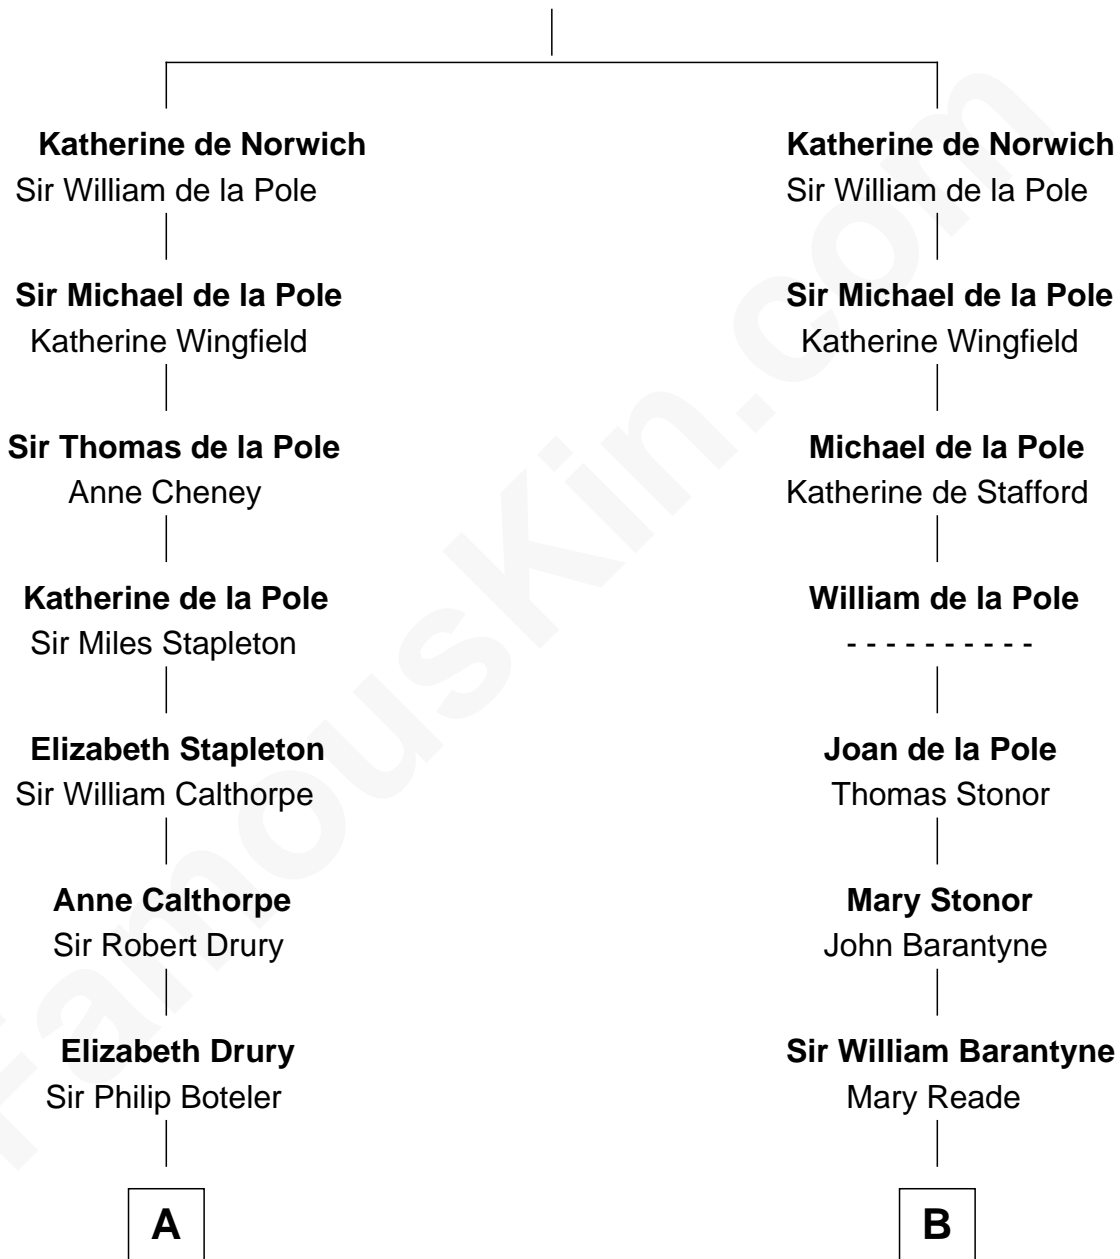 Katherine de Norwich
Sir William de la Pole
Sir Michael de la Pole
Katherine Wingfield
Sir Thomas de la Pole
Anne Cheney
Katherine de la Pole
Sir Miles Stapleton
Elizabeth Stapleton
Sir William Calthorpe
Anne Calthorpe
Sir Robert Drury
Elizabeth Drury
Sir Philip Boteler
A
Katherine de Norwich
Sir William de la Pole
Sir Michael de la Pole
Katherine Wingfield
Michael de la Pole
Katherine de Stafford
William de la Pole
- - - - - - - - - -
Joan de la Pole
Thomas Stonor
Mary Stonor
John Barantyne
Sir William Barantyne
Mary Reade
B
FamousKin.com